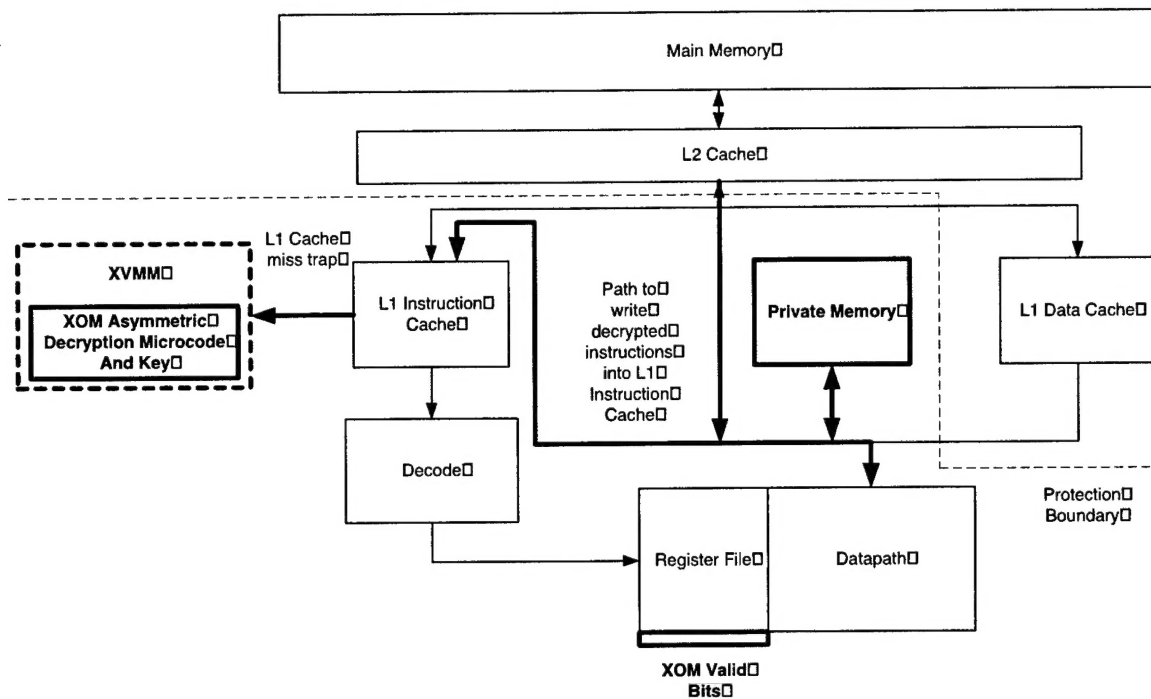 Main Memory
L2 Cache
L1 Cache
miss trap
XVMM
XOM Asymmetric
Decryption Microcode
And Key
L1 Instruction
Cache
Path to
write
decrypted
instructions
into L1
Instruction
Cache
Private Memory
L1 Data Cache
Decode
Register File
Datapath
Protection
Boundary
XOM Valid
Bits